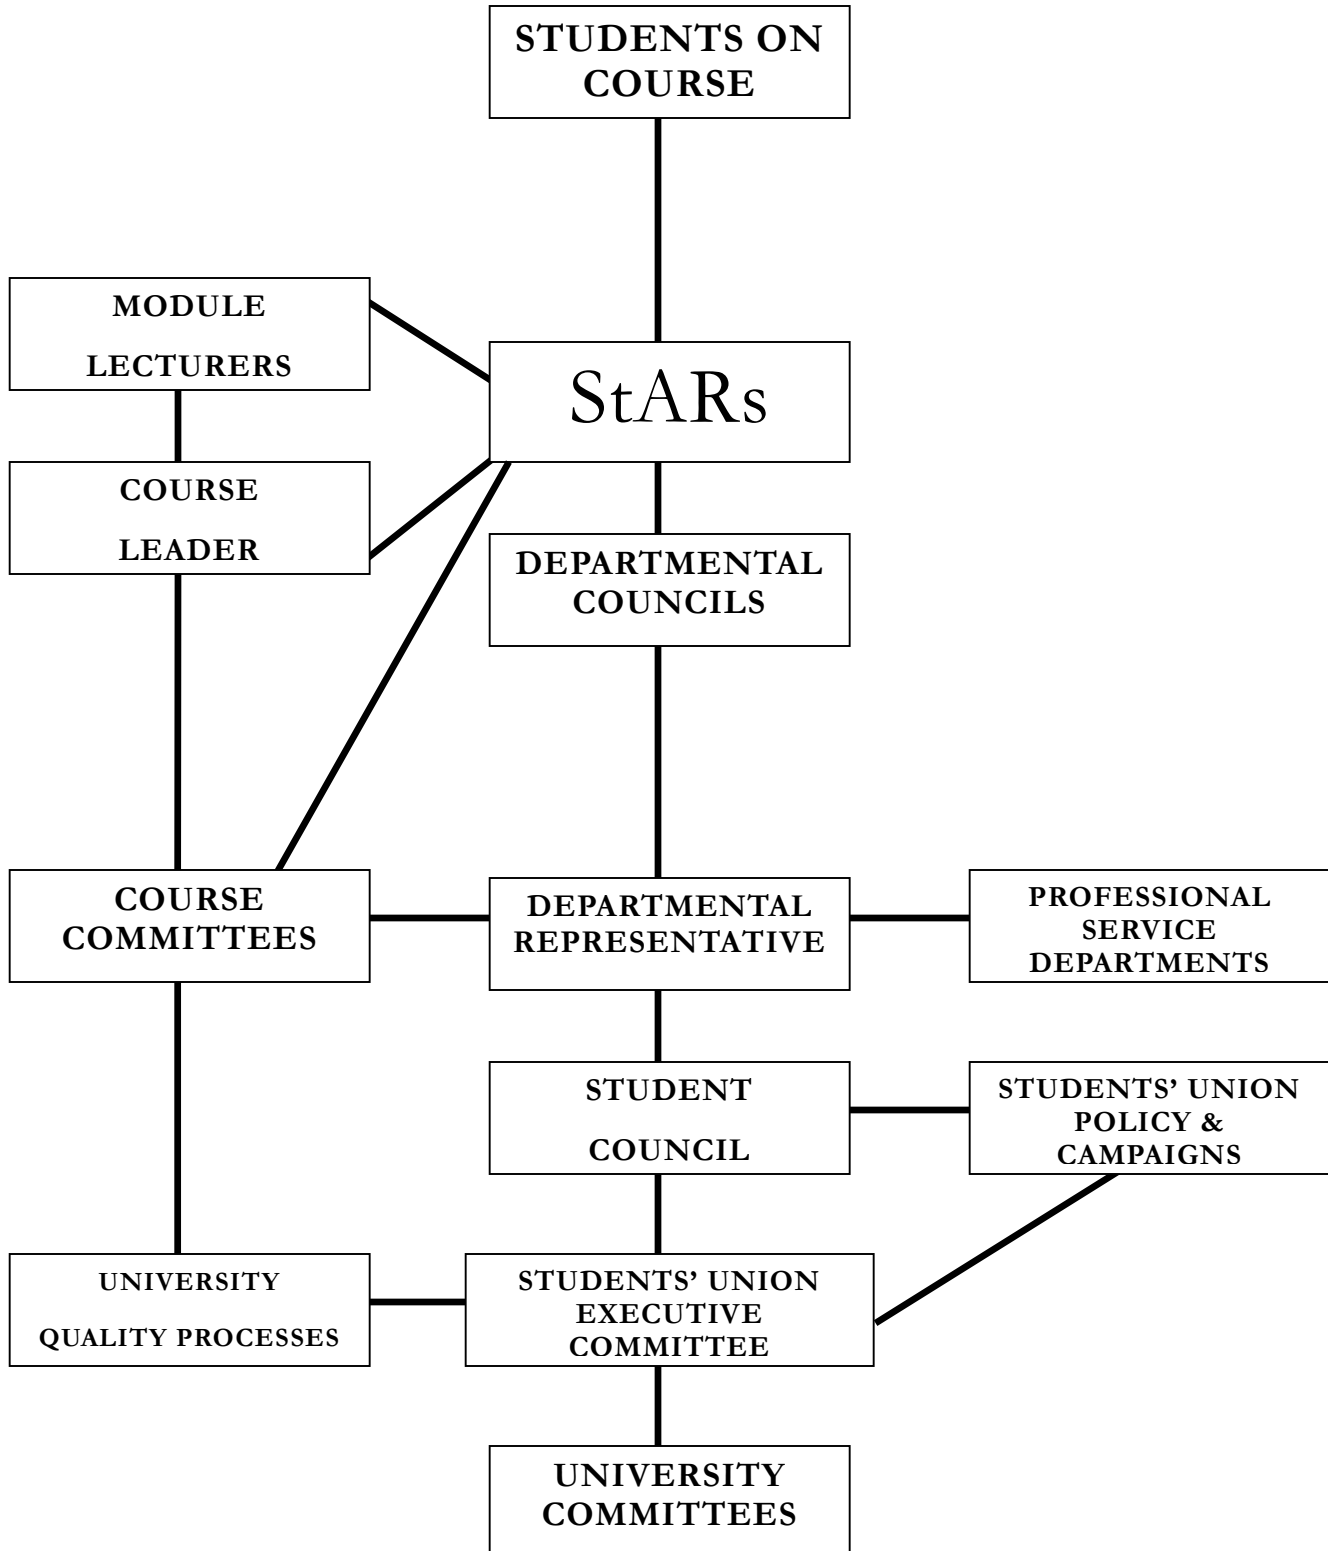 STUDENTS ON
COURSE
MODULE
LECTURERS
StARs
COURSE
LEADER
DEPARTMENTAL
COUNCILS
COURSE
COMMITTEES
DEPARTMENTAL
REPRESENTATIVE
PROFESSIONAL
SERVICE
DEPARTMENTS
STUDENT
COUNCIL
STUDENTS’ UNION
POLICY &
CAMPAIGNS
UNIVERSITY
QUALITY PROCESSES
STUDENTS’ UNION
EXECUTIVE
COMMITTEE
UNIVERSITY
COMMITTEES